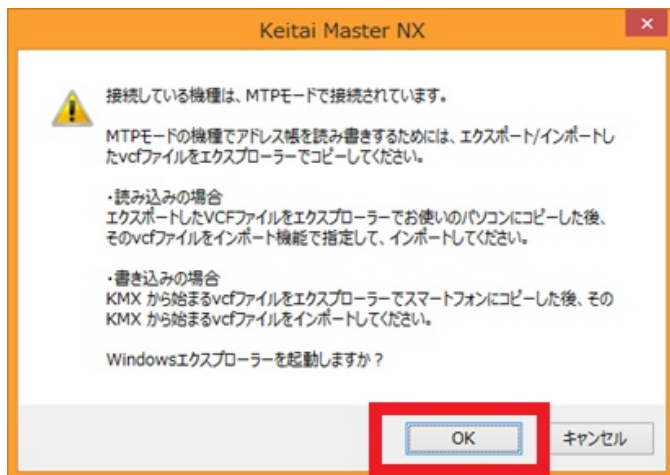 Keitai Master NX
接続している機種は、MTPモードで接続されています。
MTPモードの機種でアドレス帳を読み書きするためには、エクスポート/インポートし
たvcfファイルをエクスプローラーでコピーしてください。
・読み込みの場合
エクスポートしたVCFファイルをエクスプローラーでお使いのパソコンにコピーした後、
そのvcfファイルをインポート機能で指定して、インポートしてください。
・書き込みの場合
KMX から始まるvcfファイルをエクスプローラーでスマートフォンにコピーした後、その
KMX から始まるvcfファイルをインポートしてください。
Windowsエクスプローラーを起動しますか？
OK キャンセル